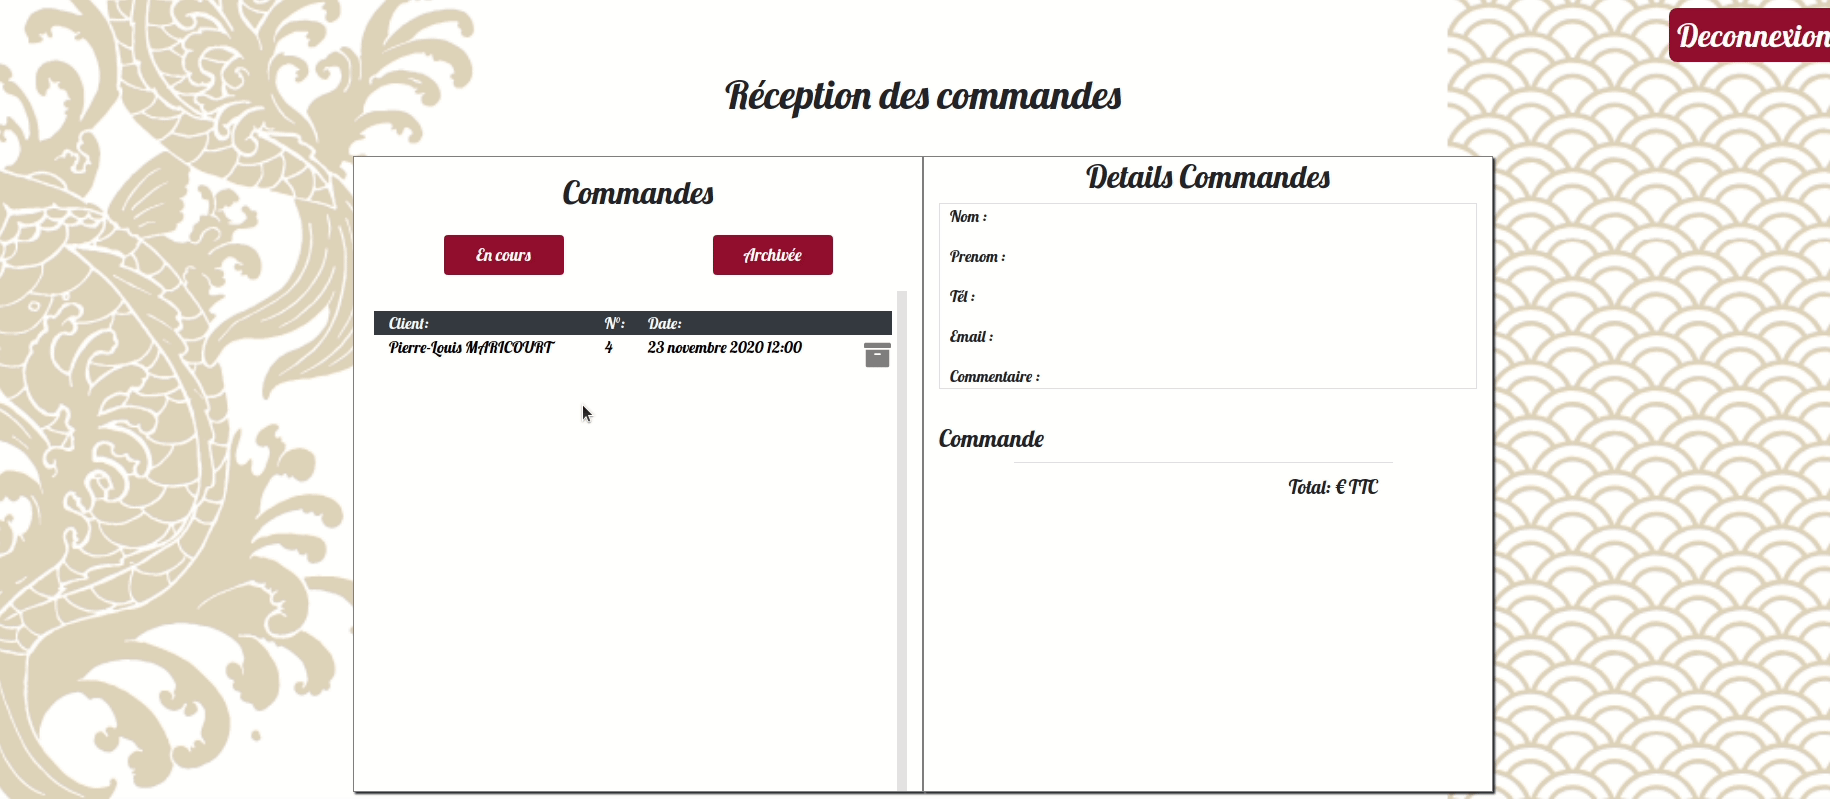 Deconnexion
Réception des commandes
Commandes
En cours
Archivée
Client: N°: Date:
Pierre-Louis MARICOURT 4 23 novembre 2020 12:00
Details Commandes
Nom :
Prenom :
Tél :
Email :
Commentaire :
Commande
Total: € TTC